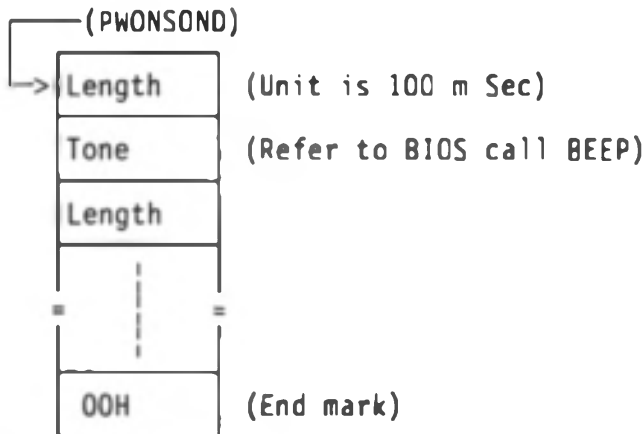 (PWONSOND)
Length (Unit is 100 m Sec)
Tone (Refer to BIOS call BEEP)
Length
00H (End mark)